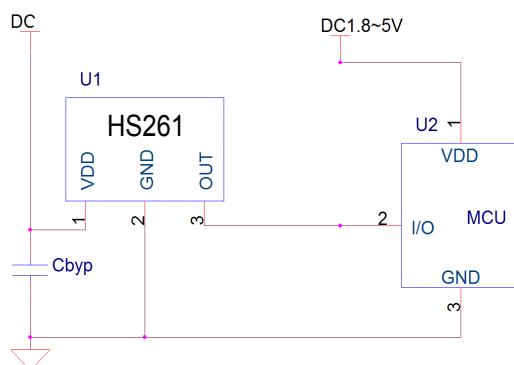 DC
DC1.8~5V
U1
HS261
VDD
GND
OUT
1
2
3
U2
1
VDD
2
I/O
MCU
GND
3
Cbyp